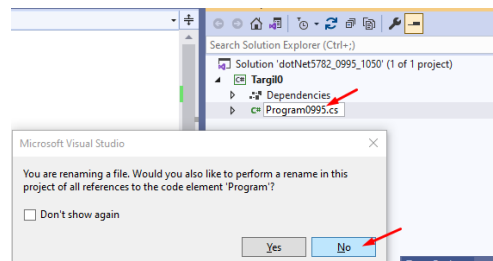 Search Solution Explorer (Ctrl+;)
Solution 'dotNet5782_0995_1050' (1 of 1 project)
C# Targil0
Dependencies
C# Program0995.cs
Microsoft Visual Studio
You are renaming a file. Would you also like to perform a rename in this
project of all references to the code element 'Program'?
Don't show again
Yes
No